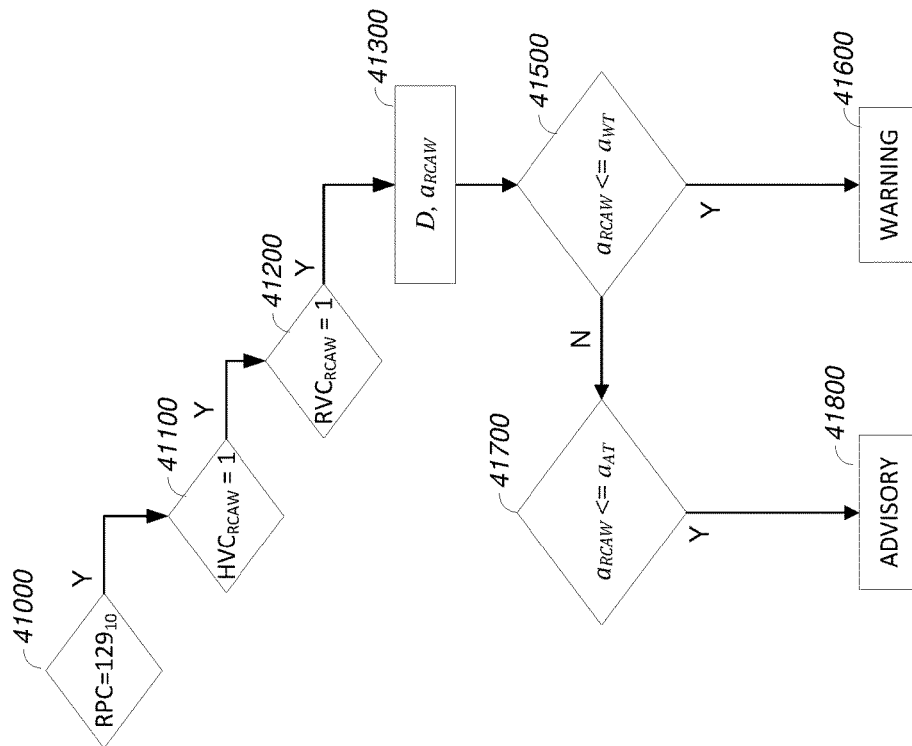 41000
RPC=129₁₀
Y
41100
HVC_RCAW = 1
Y
41200
RVC_RCAW = 1
Y
41300
D, a_RCAW
41500
a_RCAW <= a_WT
Y
41600
WARNING
N
41700
a_RCAW <= a_AT
Y
41800
ADVISORY